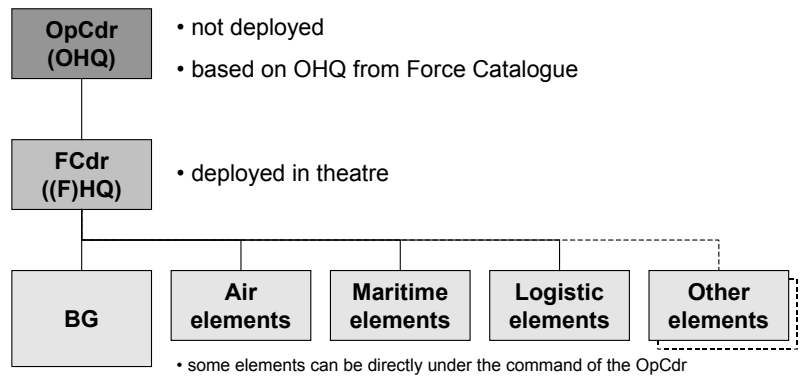 OpCdr
(OHQ)
• not deployed
• based on OHQ from Force Catalogue
FCdr
((F)HQ)
• deployed in theatre
BG
Air
elements
Maritime
elements
Logistic
elements
Other
elements
• some elements can be directly under the command of the OpCdr